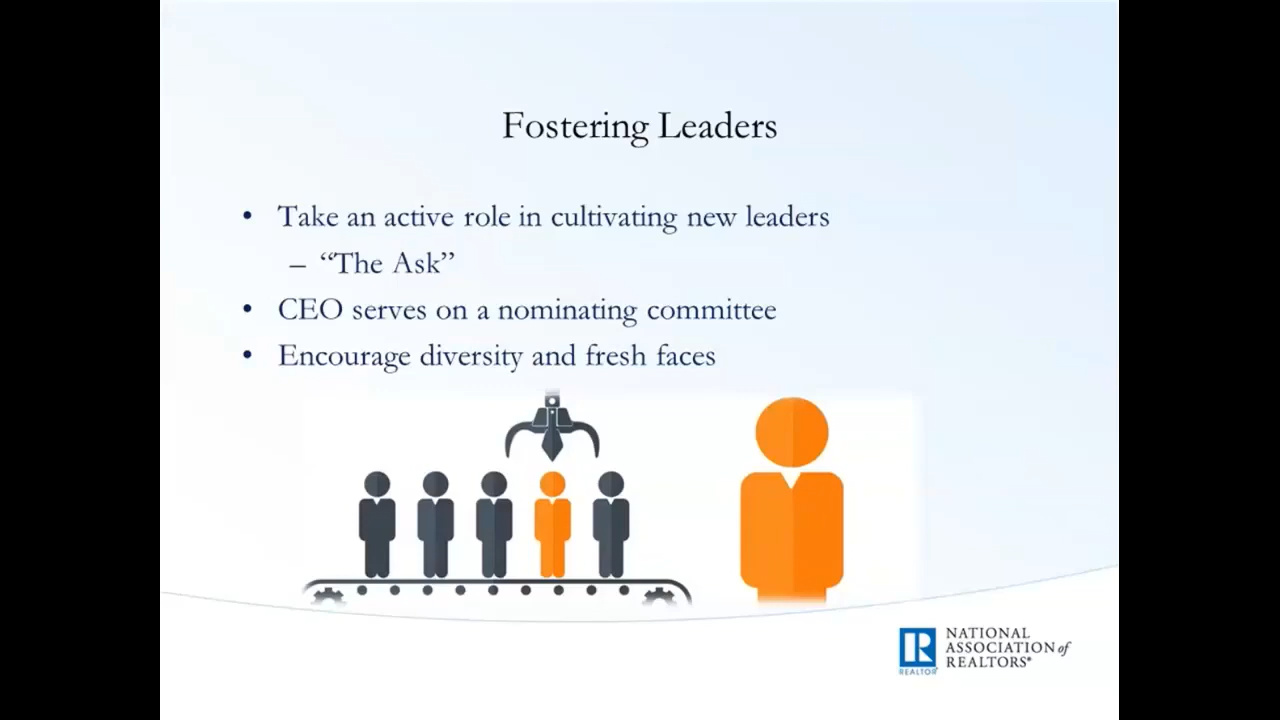 Fostering Leaders
• Take an active role in cultivating new leaders
– “The Ask”
• CEO serves on a nominating committee
• Encourage diversity and fresh faces
NATIONAL
ASSOCIATION of
REALTORS®
REALTOR®